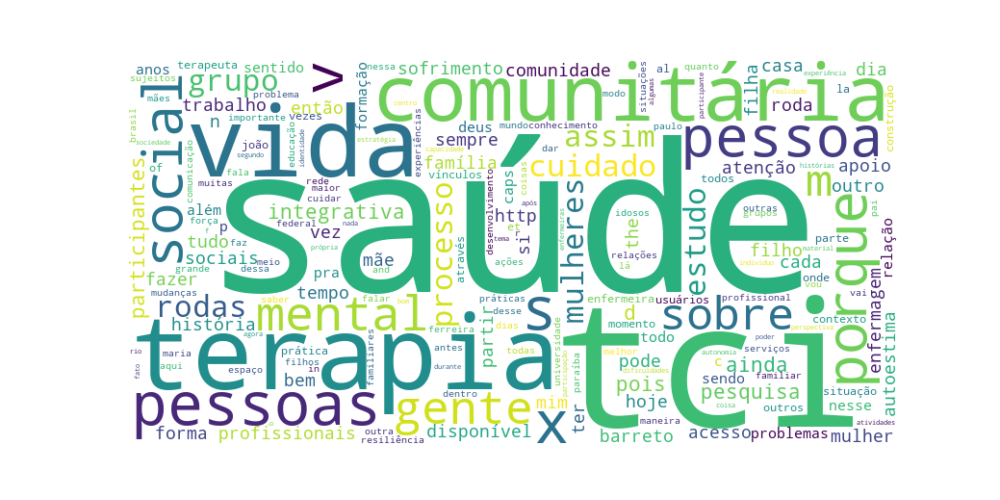 anos
terapeuta
sentido
sofrimento
comunidade
situações
al
quanto
experiência
casa
dia
sujeitos
grupo
v
formação
nessa
modo
algumas
participante
filha
realidade
la
mães
problema
comunitária
construção
social
trabalho
então
centro
roda
brasil
n
importante
vezes
experiências
estratégia
deus
mundo
conhecimento
paulo
pessoa
sociedade
comunicação
joão
educação
identidade
vida
sempre
capacidade
dar
assim
histórias
segundo
família
coisas
cuidado
atenção
apoio
participantes
of
fala
vínculos
caps
todos
outro
pai
muitas
rede
saúde
desenvolvimento
após
idosos
outras
m
além
força
maior
cuidar
mulheres
estudo
grupos
porque
p
integrativa
processo
http
er
enfermeiras
the
filho
parte
relação
tudo
federal
nada
vez
si
tema
relações
cada
onde
material
faz
sociais
própria
através
ações
lá
indivíduo
fazer
grande
dessa
meio
mãe
vou
vai
enfermagem
mudanças
saber
pra
and
tempo
falar
bom
práticas
desse
enfermeira
usuários
profissional
contexto
rodas
mental
s
d
sobre
perspectiva
autoestima
história
agora
partir
ferreira
dias
momento
todo
poder
rio
maria
terapia
prática
antes
todas
universidade
tci
melhor
autonomia
serviços
fato
aqui
espaço
in
familiares
durante
participação
paraíba
dificuldades
pode
c
ainda
filhos
bem
dentro
pois
sendo
familiar
situação
pessoas
gente
x
mim
ter
hoje
pesquisa
coisa
outros
nesse
forma
profissionais
outra
resiliência
disponível
barreto
maneira
acesso
problemas
mulher
atividades